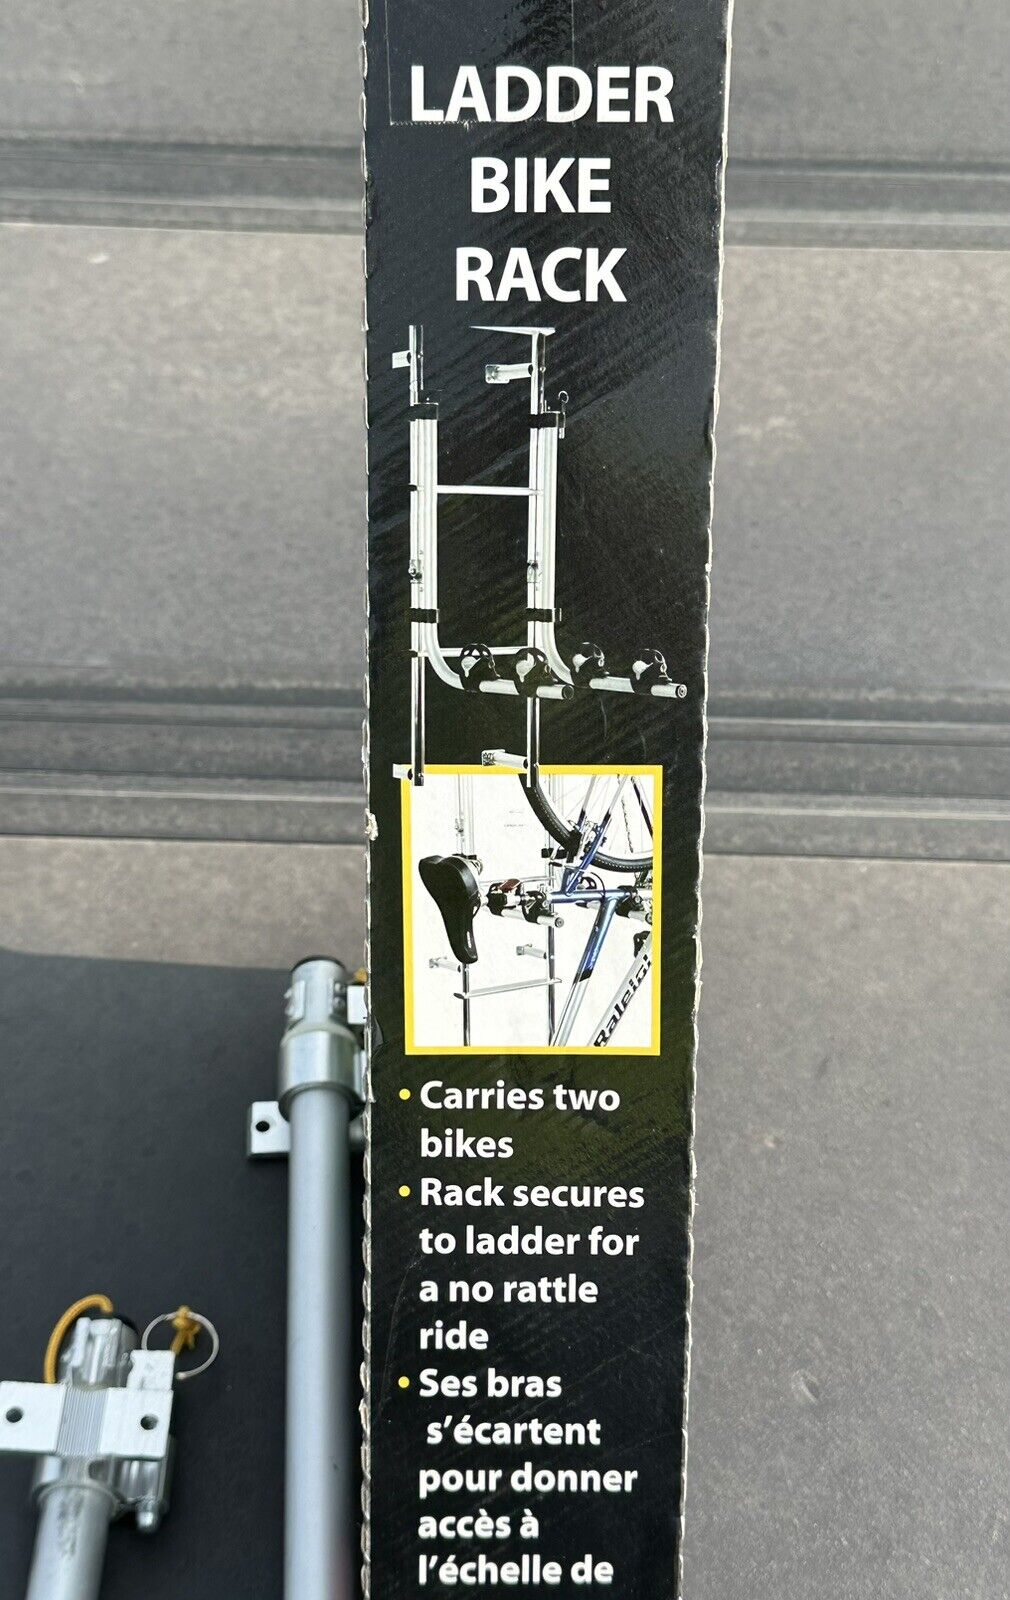 LADDER
BIKE
RACK
Raleigh
• Carries two
bikes
• Rack secures
to ladder for
a no rattle
ride
• Ses bras
s'écartent
pour donner
accès à
l'échelle de